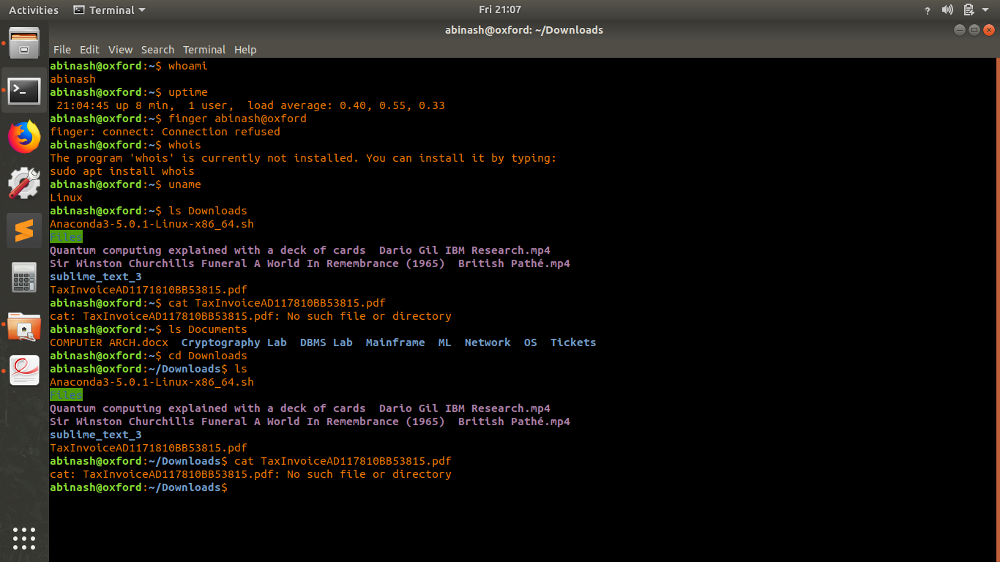 Activities Terminal Fri 21:07 ?
abinash@oxford: ~/Downloads
File Edit View Search Terminal Help
abinash@oxford:~$ whoami
abinash
abinash@oxford:~$ uptime
 21:04:45 up 8 min,  1 user,  load average: 0.40, 0.55, 0.33
abinash@oxford:~$ finger abinash@oxford
finger: connect: Connection refused
abinash@oxford:~$ whois
The program 'whois' is currently not installed. You can install it by typing:
sudo apt install whois
abinash@oxford:~$ uname
Linux
abinash@oxford:~$ ls Downloads
Anaconda3-5.0.1-Linux-x86_64.sh
Files
Quantum computing explained with a deck of cards  Dario Gil IBM Research.mp4
Sir Winston Churchills Funeral A World In Remembrance (1965)  British Pathé.mp4
sublime_text_3
TaxInvoiceAD1171810BB53815.pdf
abinash@oxford:~$ cat TaxInvoiceAD117810BB53815.pdf
cat: TaxInvoiceAD117810BB53815.pdf: No such file or directory
abinash@oxford:~$ ls Documents
COMPUTER ARCH.docx  Cryptography Lab  DBMS Lab  Mainframe  ML  Network  OS  Tickets
abinash@oxford:~$ cd Downloads
abinash@oxford:~/Downloads$ ls
Anaconda3-5.0.1-Linux-x86_64.sh
Files
Quantum computing explained with a deck of cards  Dario Gil IBM Research.mp4
Sir Winston Churchills Funeral A World In Remembrance (1965)  British Pathé.mp4
sublime_text_3
TaxInvoiceAD1171810BB53815.pdf
abinash@oxford:~/Downloads$ cat TaxInvoiceAD117810BB53815.pdf
cat: TaxInvoiceAD117810BB53815.pdf: No such file or directory
abinash@oxford:~/Downloads$